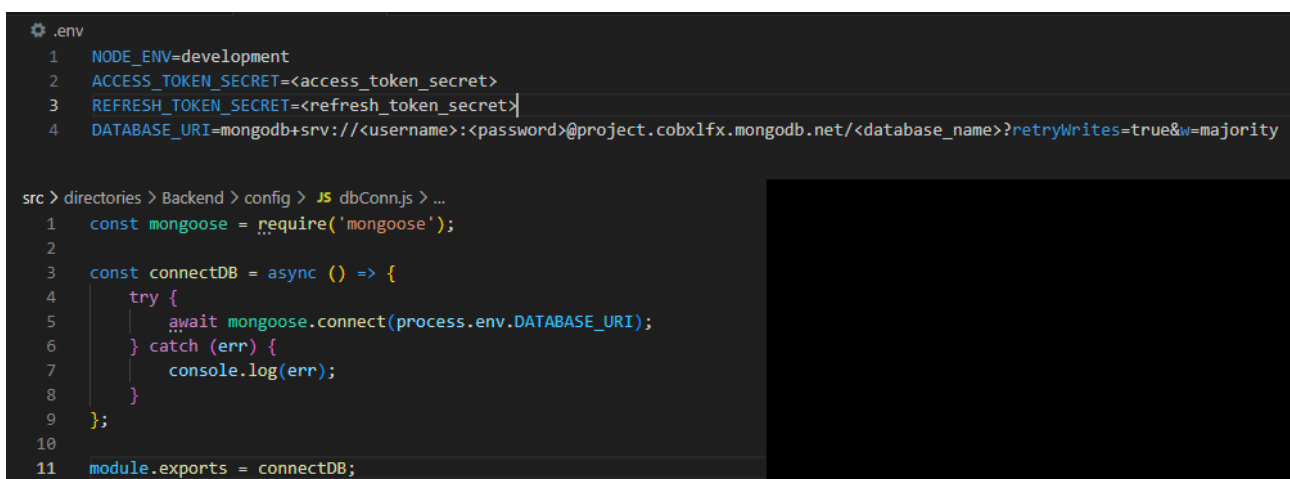 .env
1 NODE_ENV=development
2 ACCESS_TOKEN_SECRET=<access_token_secret>
3 REFRESH_TOKEN_SECRET=<refresh_token_secret>
4 DATABASE_URI=mongodb+srv://<username>:<password>@project.cobxlfx.mongodb.net/<database_name>?retryWrites=true&w=majority
src > directories > Backend > config > JS dbConn.js > ...
1 const mongoose = require('mongoose');
2
3 const connectDB = async () => {
4     try {
5         await mongoose.connect(process.env.DATABASE_URI);
6     } catch (err) {
7         console.log(err);
8     }
9 };
10
11 module.exports = connectDB;